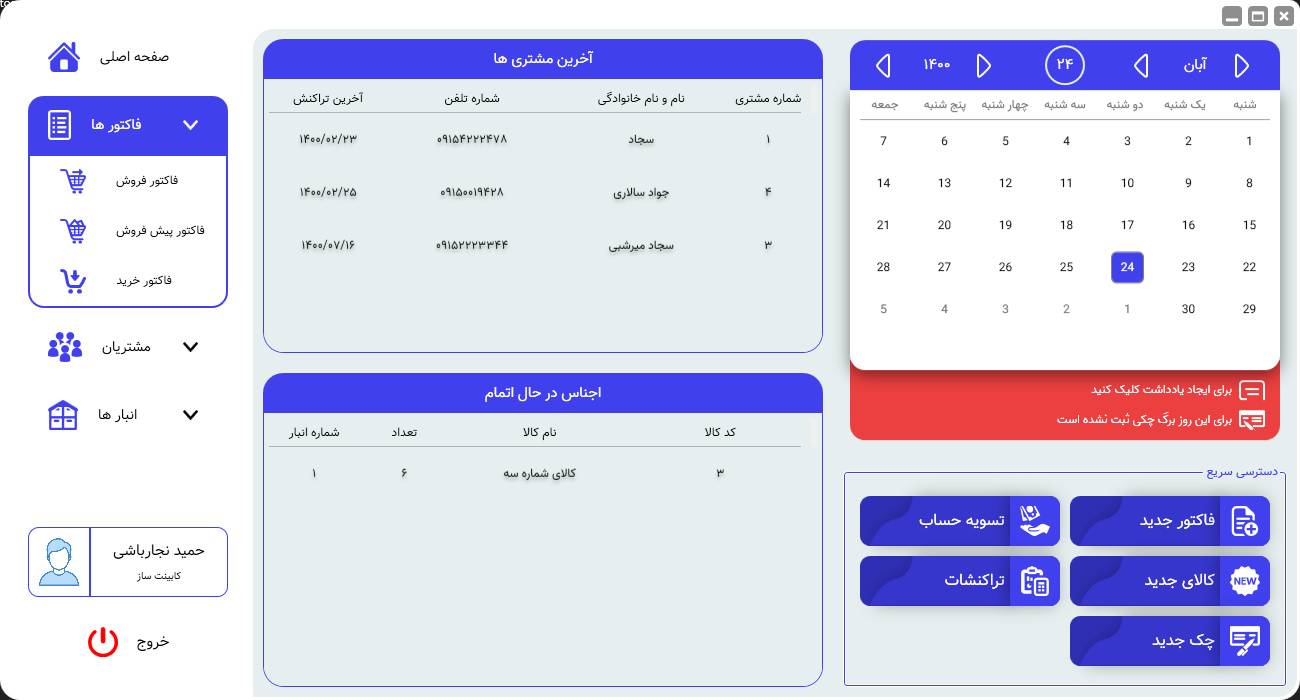 to
صفحه اصلی
فاکتور ها
فاکتور فروش
فاکتور پیش فروش
فاکتور خرید
مشتریان
انبار ها
حمید نجارباشی
کابینت ساز
خروج
آخرین مشتری ها
شماره مشتری نام و نام خانوادگی شماره تلفن آخرین تراکنش
۱ سجاد ۰۹۱۵۴۲۲۲۴۷۸ ۱۴۰۰/۰۲/۲۳
۴ جواد سالاری ۰۹۱۵۰۰۱۹۴۲۸ ۱۴۰۰/۰۲/۲۵
۳ سجاد میرشبی ۰۹۱۵۲۲۲۳۳۴۴ ۱۴۰۰/۰۷/۱۶
اجناس در حال اتمام
کد کالا نام کالا تعداد شماره انبار
۳ کالای شماره سه ۶ ۱
آبان ۲۴ ۱۴۰۰
شنبه یک شنبه دو شنبه سه شنبه چهار شنبه پنج شنبه جمعه
1 2 3 4 5 6 7
8 9 10 11 12 13 14
15 16 17 18 19 20 21
22 23 24 25 26 27 28
29 30 1 2 3 4 5
برای ایجاد یادداشت کلیک کنید
برای این روز برگ چکی ثبت نشده است
دسترسی سریع
فاکتور جدید
تسویه حساب
NEW کالای جدید
تراکنشات
چک جدید